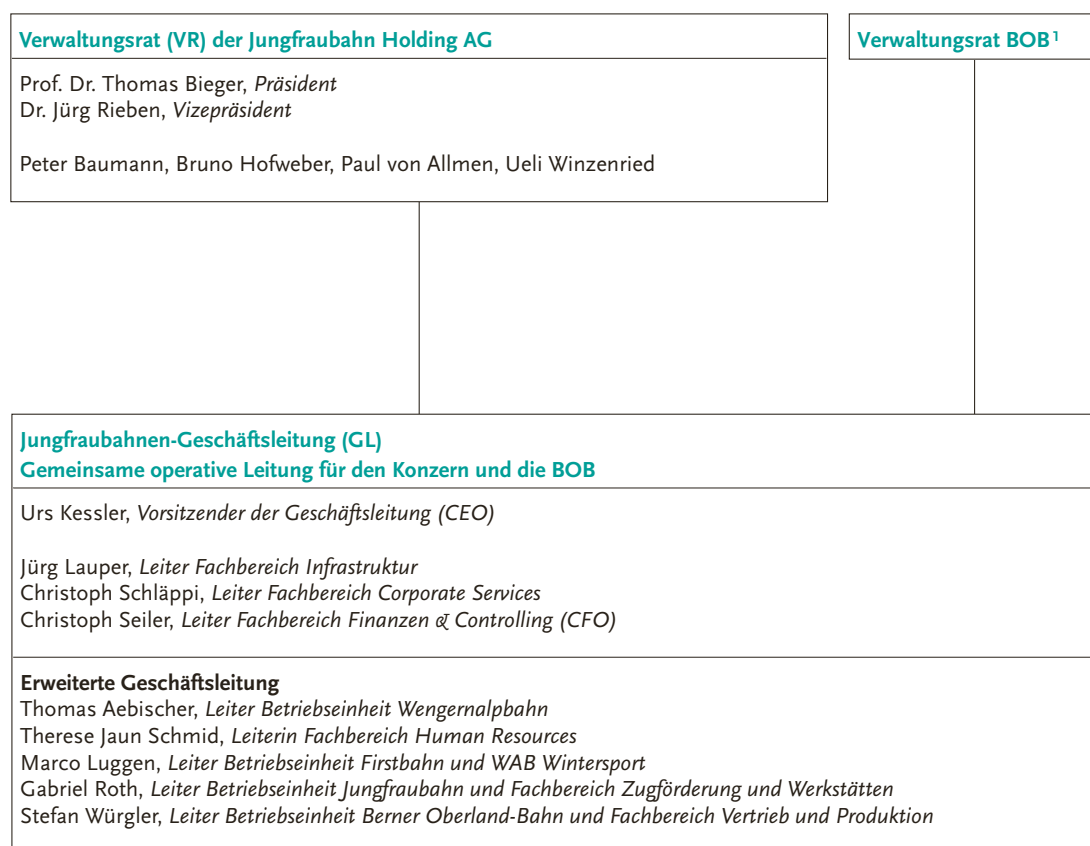 Verwaltungsrat (VR) der Jungfraubahn Holding AG
Prof. Dr. Thomas Bieger, Präsident
Dr. Jürg Rieben, Vizepräsident
Peter Baumann, Bruno Hofweber, Paul von Allmen, Ueli Winzenried
Verwaltungsrat BOB¹
Jungfraubahnen-Geschäftsleitung (GL)
Gemeinsame operative Leitung für den Konzern und die BOB
Urs Kessler, Vorsitzender der Geschäftsleitung (CEO)
Jürg Lauper, Leiter Fachbereich Infrastruktur
Christoph Schläppi, Leiter Fachbereich Corporate Services
Christoph Seiler, Leiter Fachbereich Finanzen & Controlling (CFO)
Erweiterte Geschäftsleitung
Thomas Aebischer, Leiter Betriebseinheit Wengernalpbahn
Therese Jaun Schmid, Leiterin Fachbereich Human Resources
Marco Luggen, Leiter Betriebseinheit Firstbahn und WAB Wintersport
Gabriel Roth, Leiter Betriebseinheit Jungfraubahn und Fachbereich Zugförderung und Werkstätten
Stefan Würgler, Leiter Betriebseinheit Berner Oberland-Bahn und Fachbereich Vertrieb und Produktion